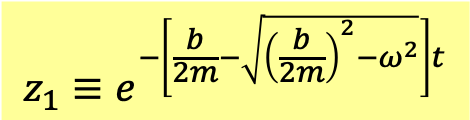 z₁ ≡ e^{-[b/2m - √((b/2m)² - ω²)]t}